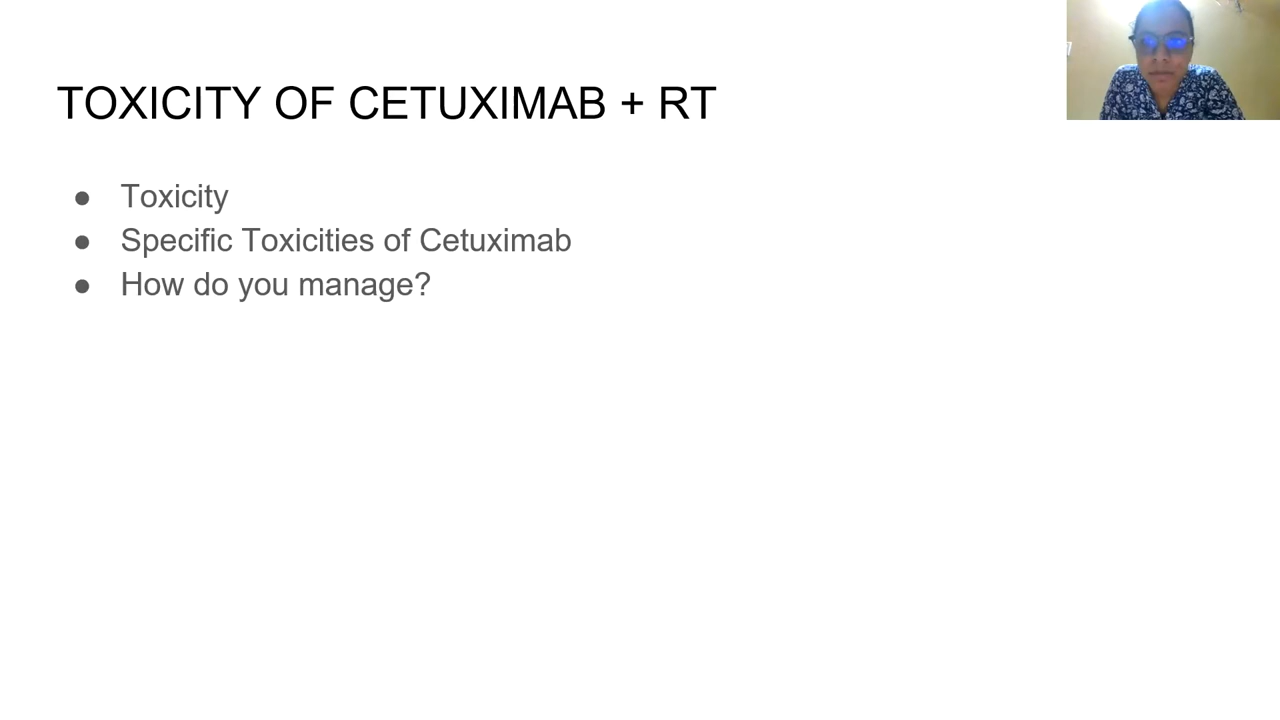 TOXICITY OF CETUXIMAB + RT
● Toxicity
● Specific Toxicities of Cetuximab
● How do you manage?